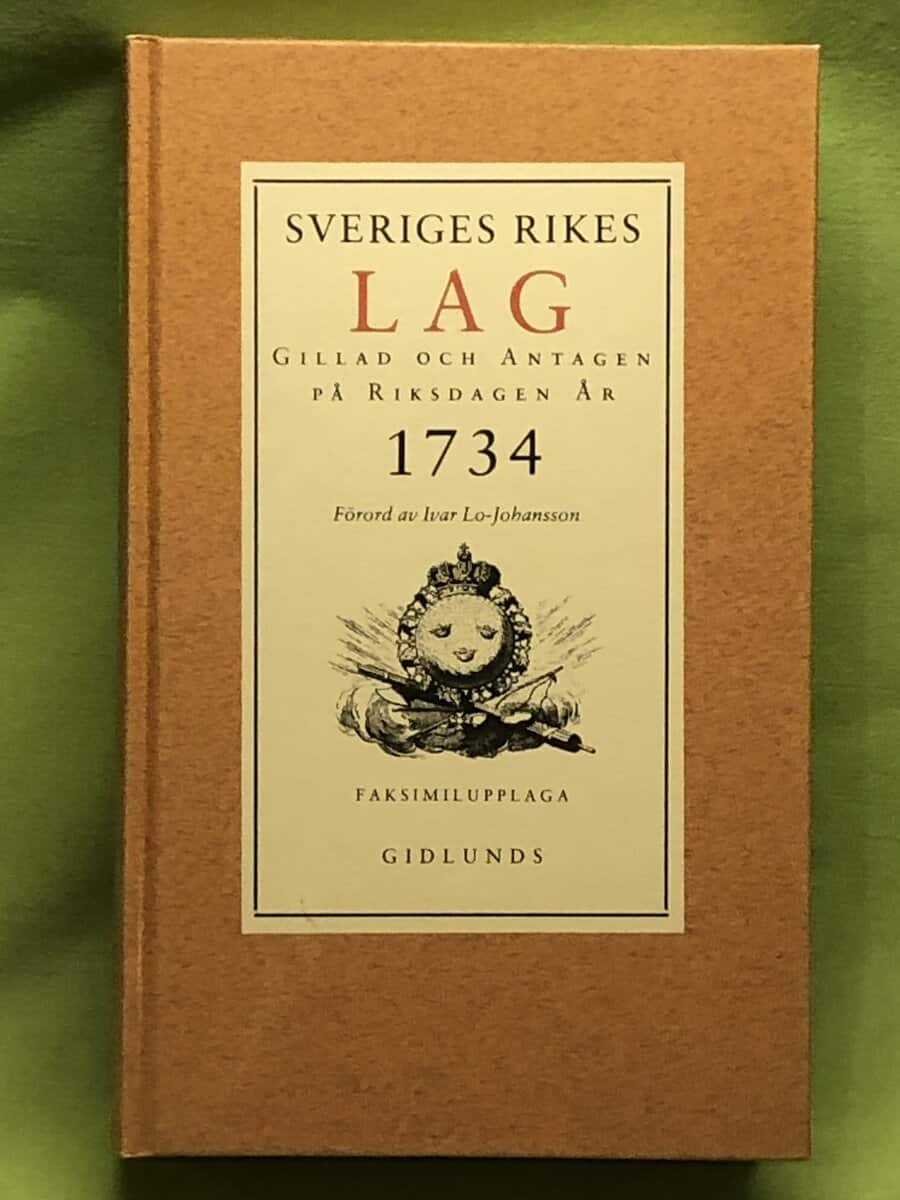 SVERIGES RIKES
LAG
GILLAD OCH ANTAGEN
PÅ RIKSDAGEN ÅR
1734
Förord av Ivar Lo-Johansson
FAKSIMILUPPLAGA
GIDLUNDS